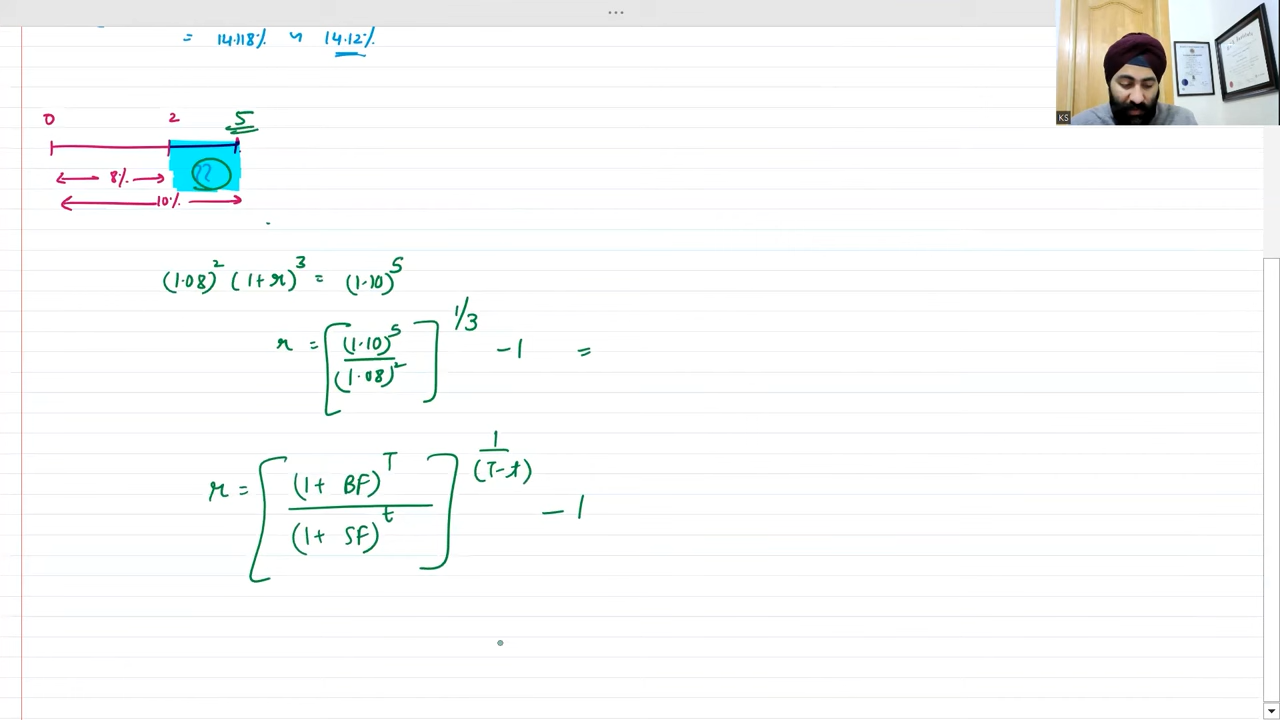 = 14.118% ~ 14.12%
0 2 5
8% ??
10%
(1.08)² (1+r)³ = (1.10)⁵
r = [(1.10)⁵ / (1.08)²]^1/3 - 1 =
r = [(1+ BF)^T / (1+ SF)^t]^1/(T-t) - 1
KS